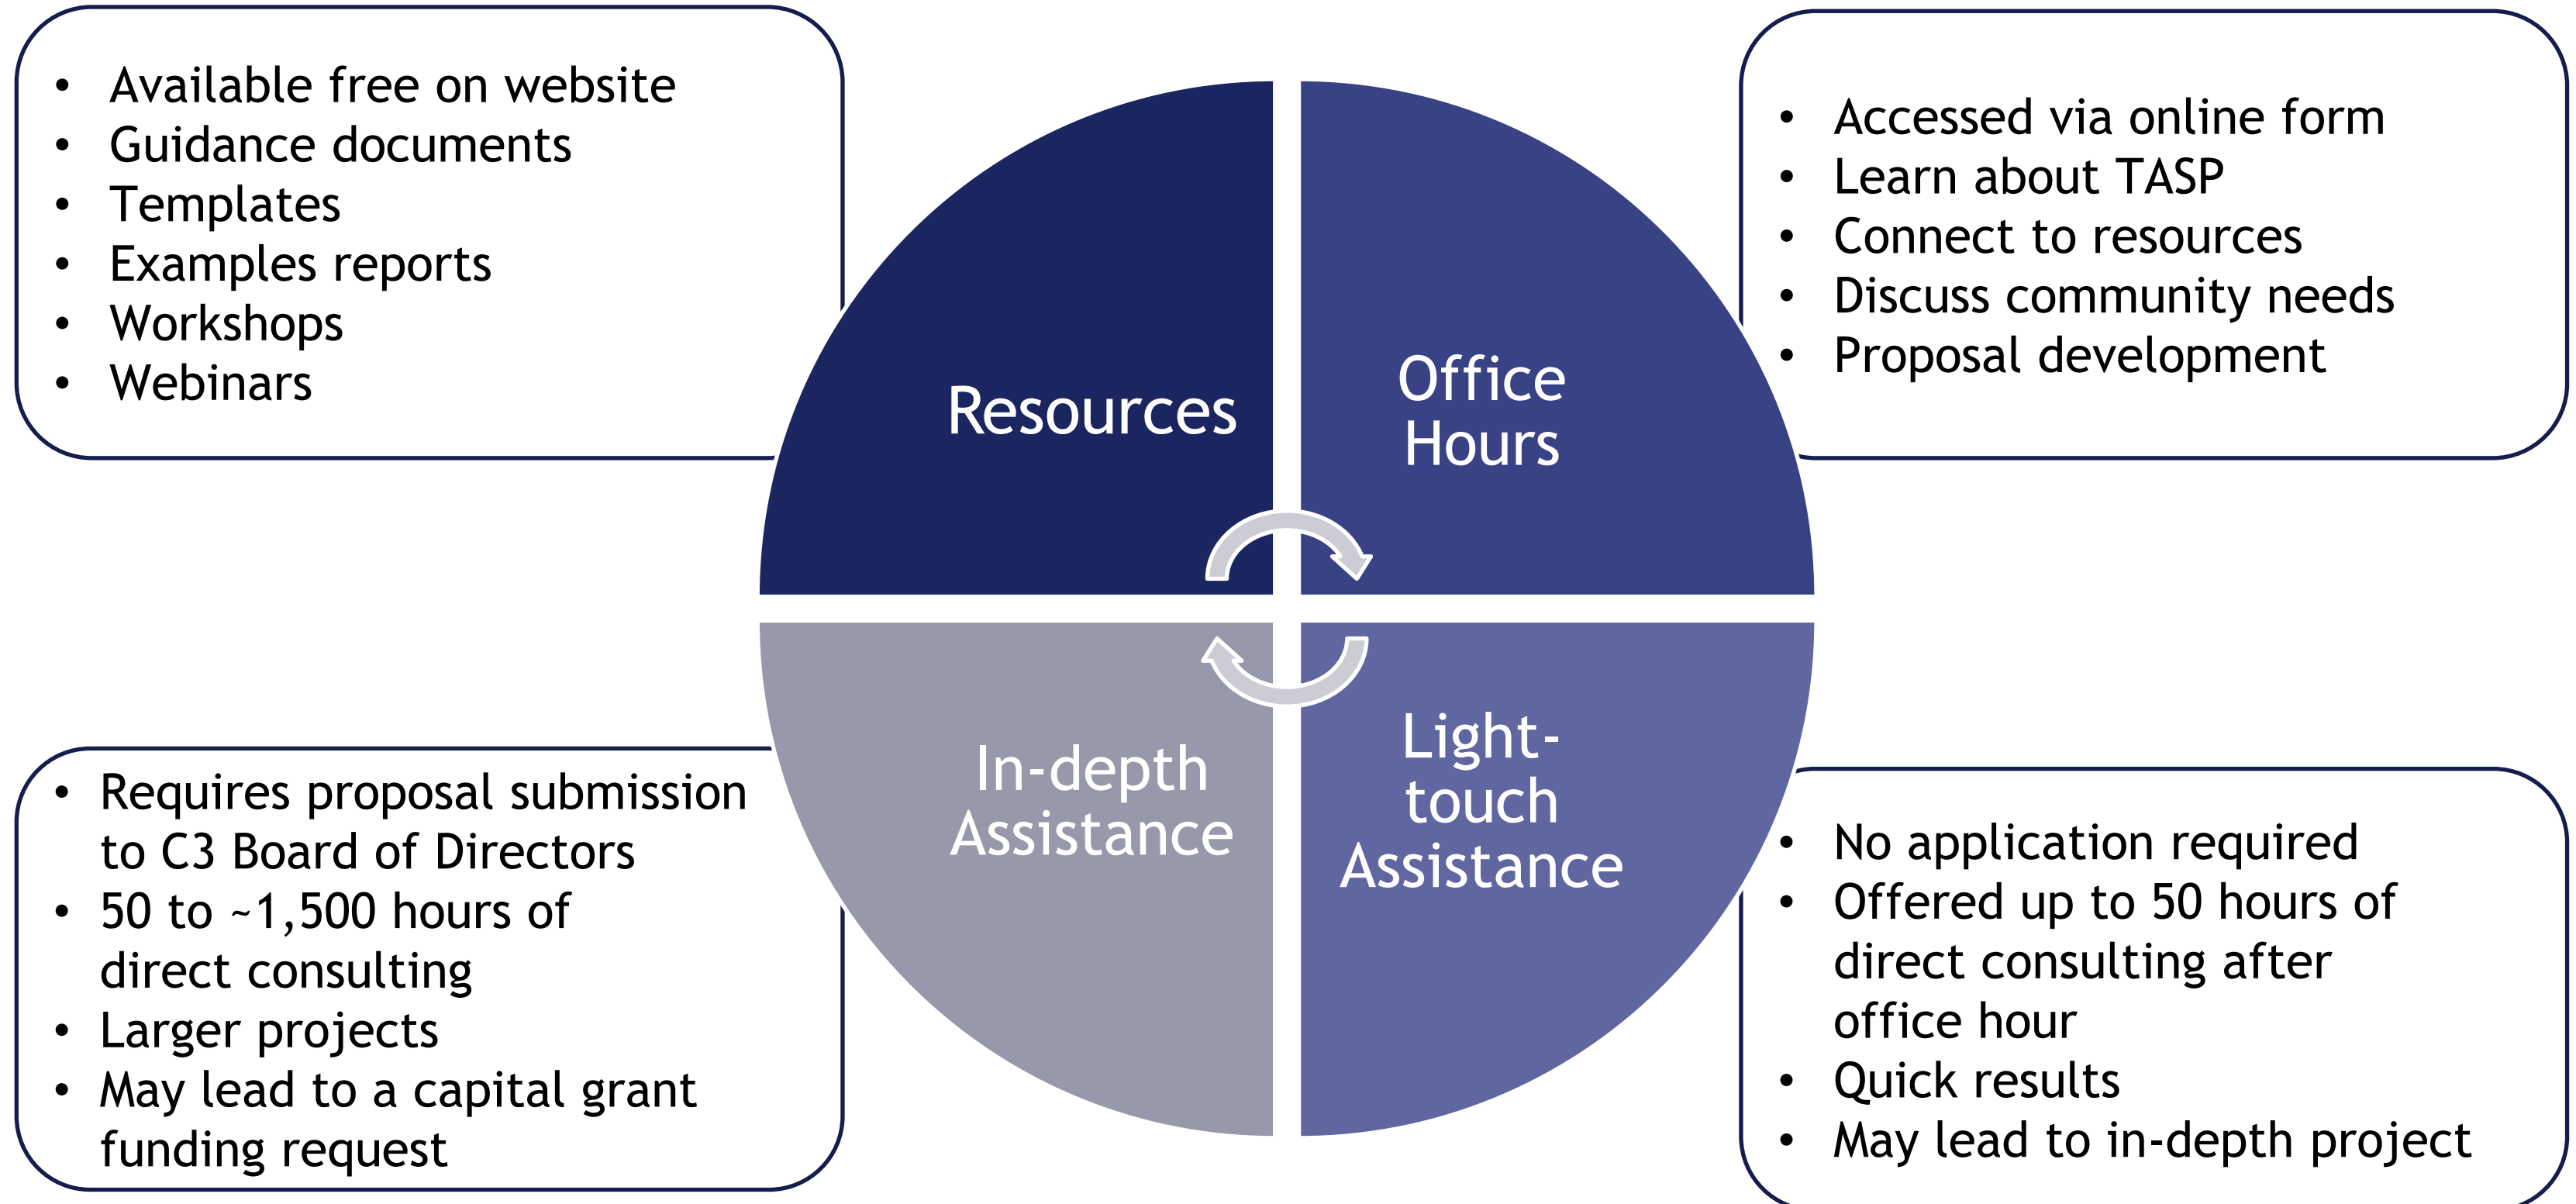 • Available free on website
• Guidance documents
• Templates
• Examples reports
• Workshops
• Webinars
Resources
Office
Hours
• Accessed via online form
• Learn about TASP
• Connect to resources
• Discuss community needs
• Proposal development
• Requires proposal submission
to C3 Board of Directors
• 50 to ~1,500 hours of
direct consulting
• Larger projects
• May lead to a capital grant
funding request
In-depth
Assistance
Light-
touch
Assistance
• No application required
• Offered up to 50 hours of
direct consulting after
office hour
• Quick results
• May lead to in-depth project